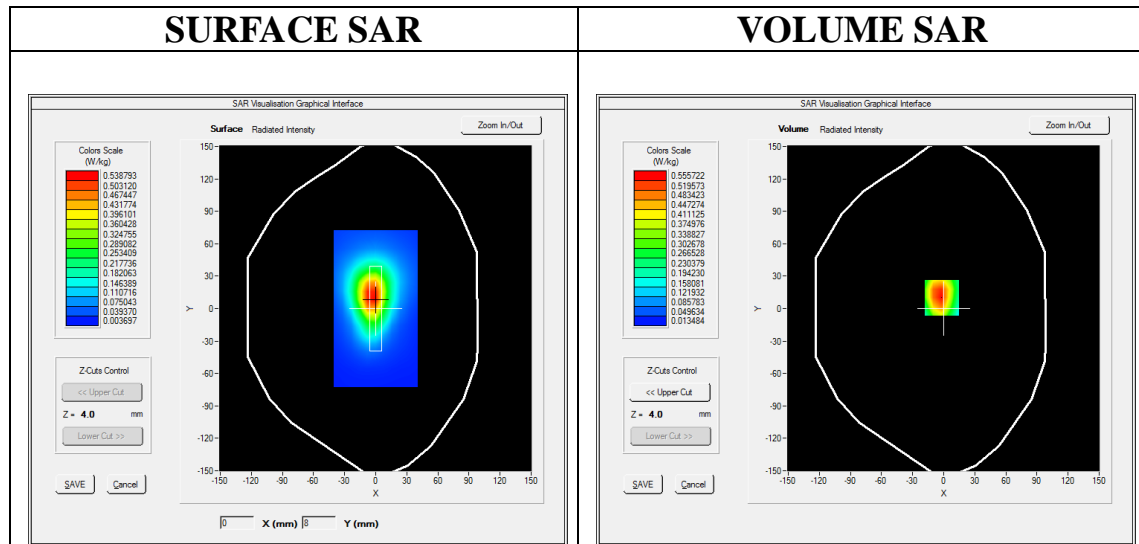 SURFACE SAR
VOLUME SAR
SAR Visualisation Graphical Interface
Surface Radiated Intensity
Zoom In/Out
Colors Scale
(W/kg)
0.538793
0.503120
0.467447
0.431774
0.396101
0.360428
0.324755
0.289082
0.253409
0.217736
0.182063
0.146389
0.110716
0.075043
0.039370
0.003697
150
120
90
60
30
0
-30
-60
-90
-120
-150
Y
-150 -120 -90 -60 -30 0 30 60 90 120 150
X
Z-Cuts Control
<< Upper Cut
Z = 4.0 mm
Lower Cut >>
SAVE Cancel
0 X (mm) 8 Y (mm)
SAR Visualisation Graphical Interface
Volume Radiated Intensity
Zoom In/Out
Colors Scale
(W/kg)
0.555722
0.519573
0.483423
0.447274
0.411125
0.374976
0.338827
0.302678
0.266528
0.230379
0.194230
0.158081
0.121932
0.085783
0.049634
0.013484
150
120
90
60
30
0
-30
-60
-90
-120
-150
Y
-150 -120 -90 -60 -30 0 30 60 90 120 150
X
Z-Cuts Control
<< Upper Cut
Z = 4.0 mm
Lower Cut >>
SAVE Cancel